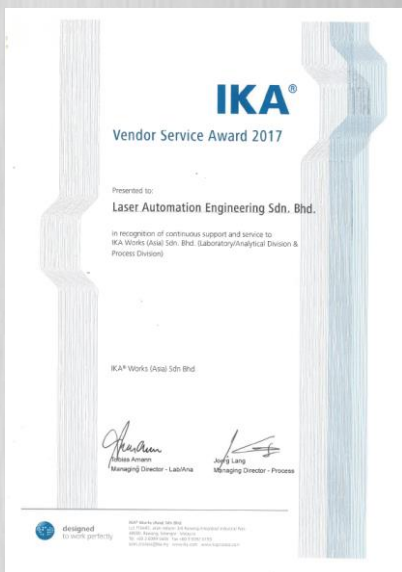 IKA®
Vendor Service Award 2017
Presented to:
Laser Automation Engineering Sdn. Bhd.
in recognition of continuous support and service to
IKA Works (Asia) Sdn. Bhd. (Laboratory/Analytical Division &
Process Division)
IKA® Works (Asia) Sdn Bhd
Tobias Amann
Managing Director - Lab/Ana
Joerg Lang
Managing Director - Process
designed
to work perfectly